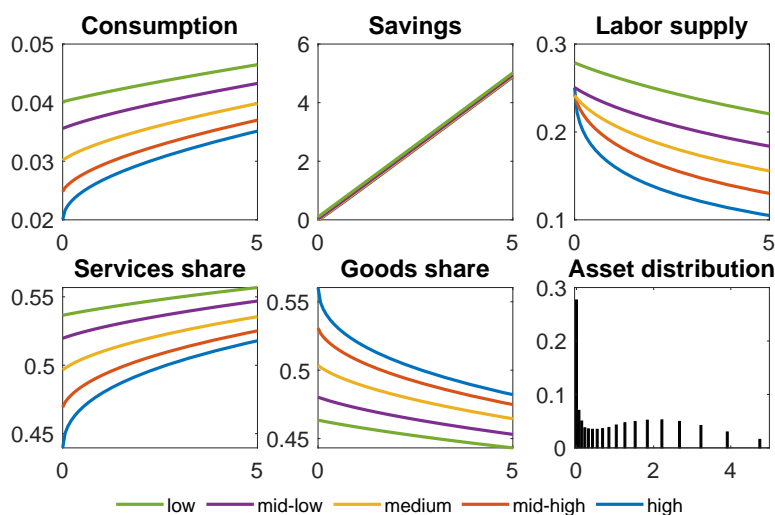 Consumption Savings Labor supply
0.05 6 0.3
0.04 4
0.2
0.03 2
0.02 0 0.1
0 5 0 5 0 5
Services share Goods share Asset distribution
0.55 0.55 0.3
0.2
0.5 0.5
0.1
0.45 0.45 0
0 5 0 5 0 2 4
low mid-low medium mid-high high